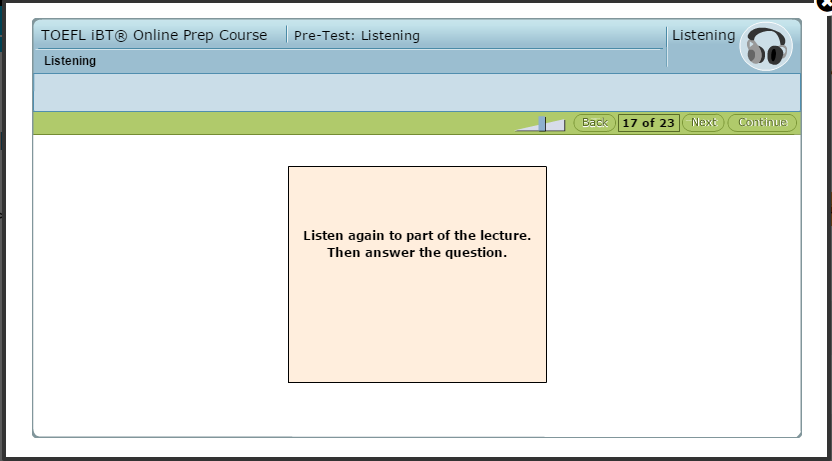 TOEFL iBT® Online Prep Course
Pre-Test: Listening
Listening
Listening
Back
17 of 23
Next
Continue
Listen again to part of the lecture.
Then answer the question.